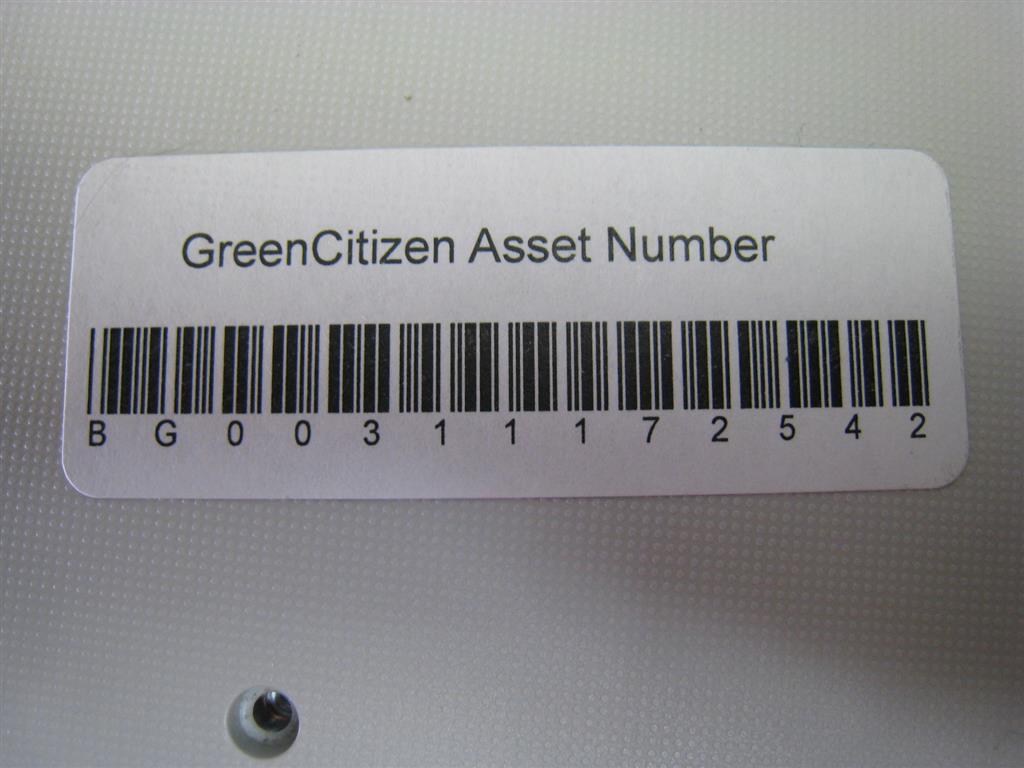 GreenCitizen Asset Number
B G 0 0 3 1 1 1 7 2 5 4 2